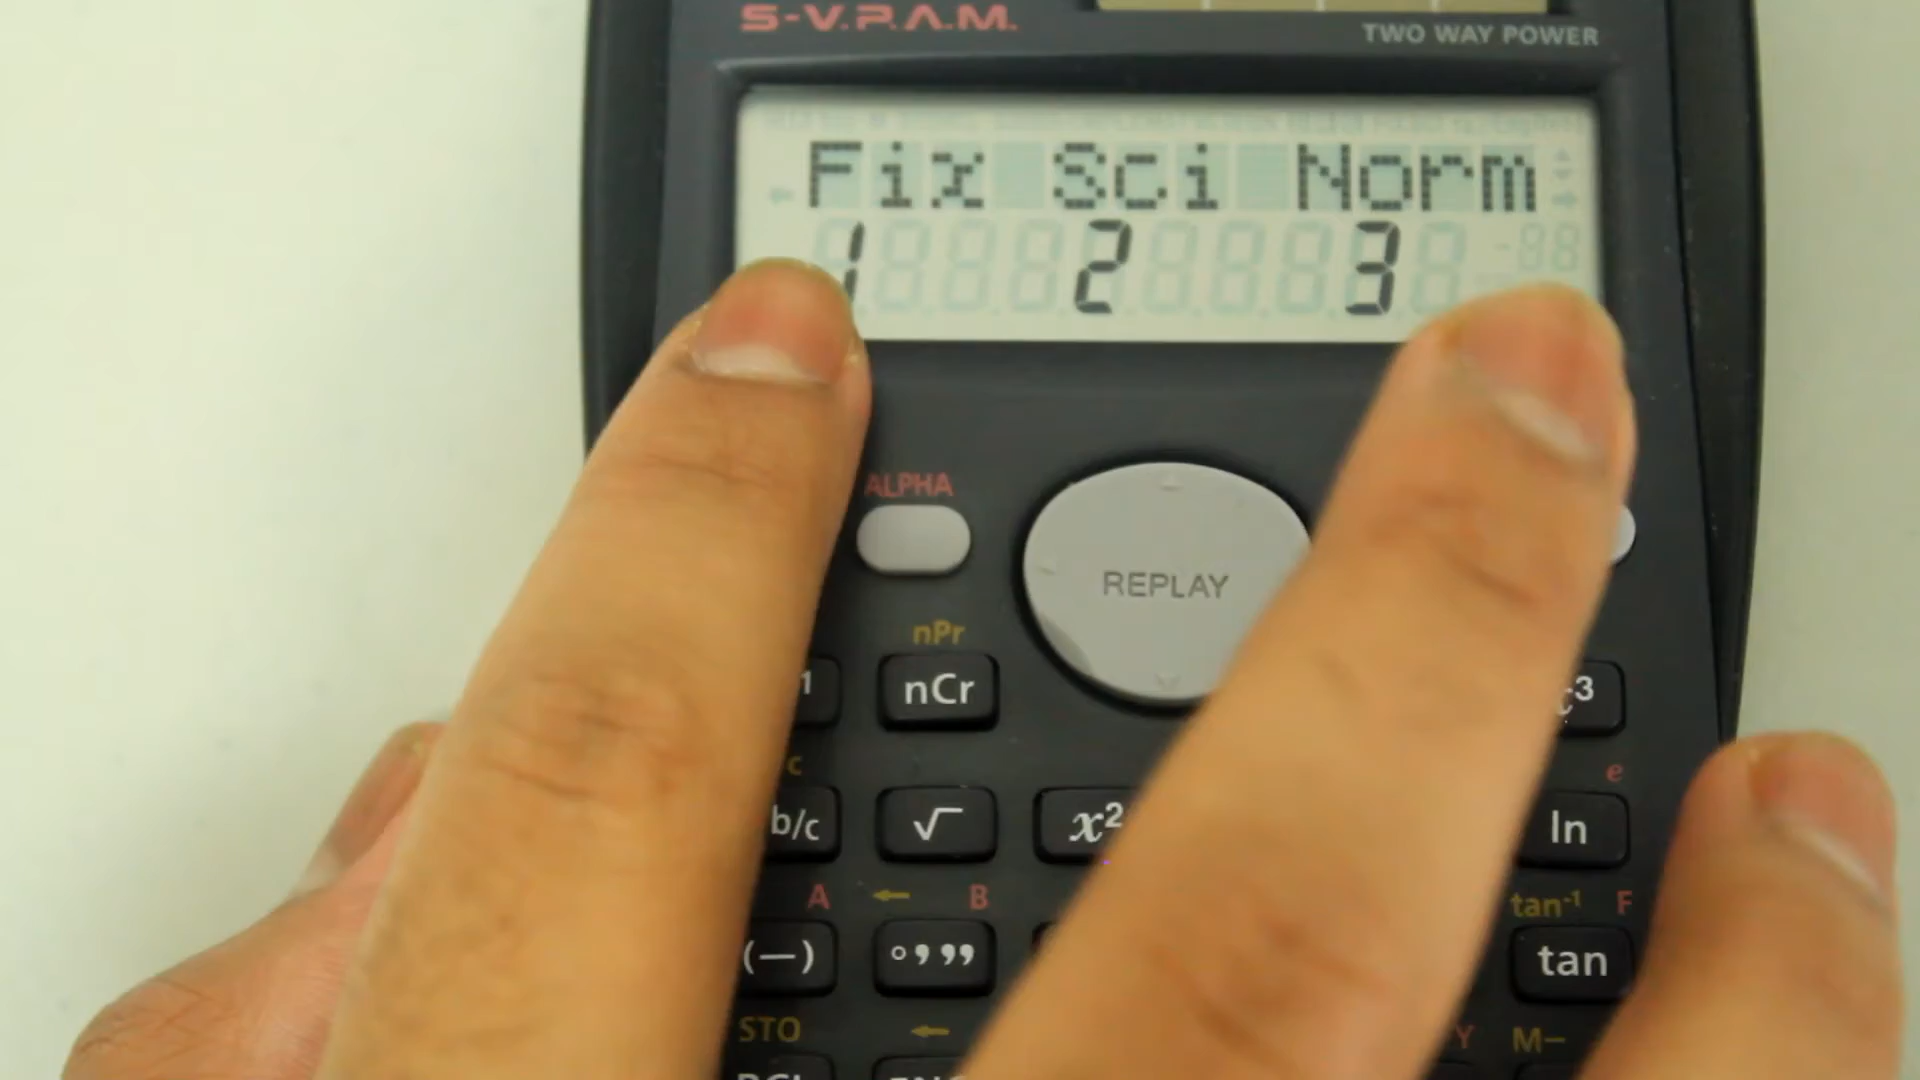 S-V.P.A.M.
TWO WAY POWER
Fix Sci Norm
1 2 3
ALPHA
REPLAY
nPr
nCr
b/c
√
x²
ln
e
A ← B
tan⁻¹ F
(—)
° ’ ”
tan
STO ←
M−